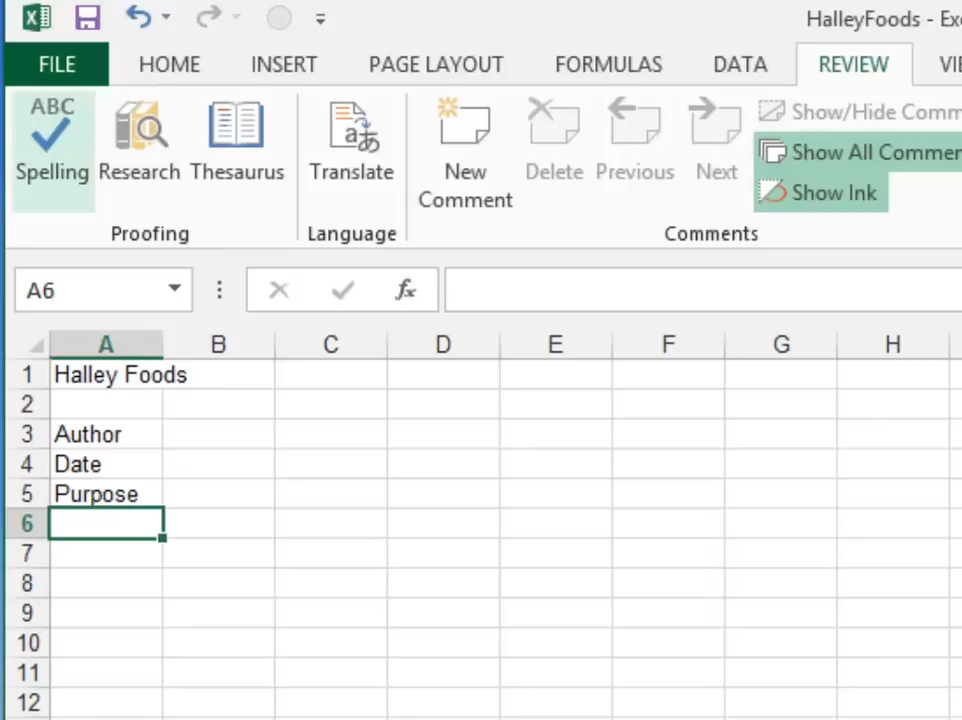 HalleyFoods - Ex
FILE HOME INSERT PAGE LAYOUT FORMULAS DATA REVIEW VI
ABC
Spelling Research Thesaurus Translate New Comment Delete Previous Next
Show/Hide Comm
Show All Commen
Show Ink
Proofing Language Comments
A6 fx
A B C D E F G H
1 Halley Foods
2
3 Author
4 Date
5 Purpose
6
7
8
9
10
11
12